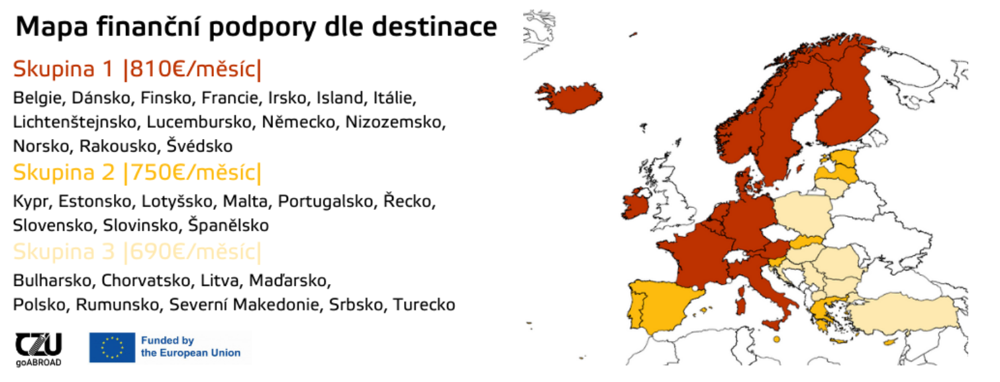 Mapa finanční podpory dle destinace
Skupina 1 |810€/měsíc|
Belgie, Dánsko, Finsko, Francie, Irsko, Island, Itálie,
Lichtenštejnsko, Lucembursko, Německo, Nizozemsko,
Norsko, Rakousko, Švédsko
Skupina 2 |750€/měsíc|
Kypr, Estonsko, Lotyšsko, Malta, Portugalsko, Řecko,
Slovensko, Slovinsko, Španělsko
Skupina 3 |690€/měsíc|
Bulharsko, Chorvatsko, Litva, Maďarsko,
Polsko, Rumunsko, Severní Makedonie, Srbsko, Turecko
CZU
goABROAD
Funded by
the European Union